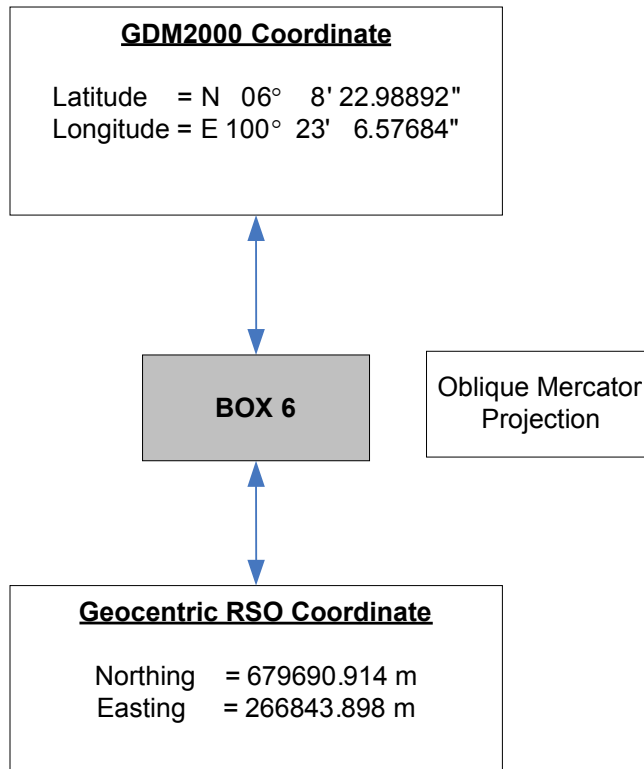 GDM2000 Coordinate
Latitude = N 06° 8' 22.98892"
Longitude = E 100° 23' 6.57684"
BOX 6
Oblique Mercator
Projection
Geocentric RSO Coordinate
Northing = 679690.914 m
Easting = 266843.898 m